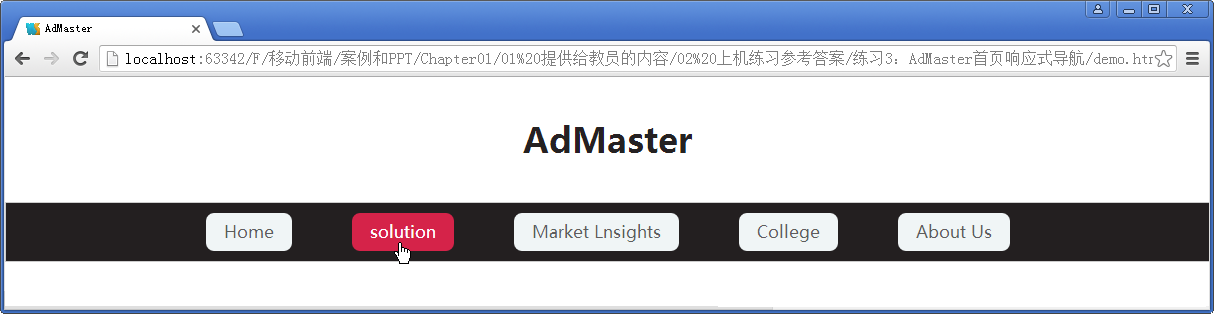 AdMaster
localhost:63342/F/移动前端/案例和PPT/Chapter01/01%20提供给教员的内容/02%20上机练习参考答案/练习3：AdMaster首页响应式导航/demo.htm
AdMaster
Home solution Market Lnsights College About Us